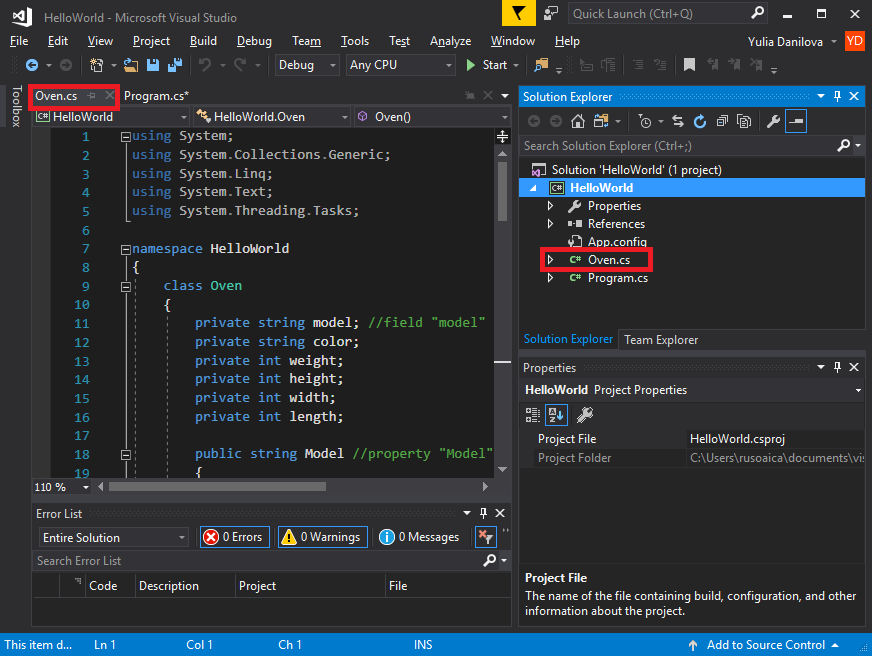 HelloWorld - Microsoft Visual Studio
Quick Launch (Ctrl+Q)
File Edit View Project Build Debug Team Tools Test Analyze Window Help
Yulia Danilova YD
Debug Any CPU Start
Toolbox
Oven.cs Program.cs*
C# HelloWorld HelloWorld.Oven Oven()
1 using System;
2 using System.Collections.Generic;
3 using System.Linq;
4 using System.Text;
5 using System.Threading.Tasks;
6
7 namespace HelloWorld
8 {
9 class Oven
10 {
11 private string model; //field "model"
12 private string color;
13 private int weight;
14 private int height;
15 private int width;
16 private int length;
17
18 public string Model //property "Model"
19 {
110 %
Solution Explorer
Search Solution Explorer (Ctrl+;)
Solution 'HelloWorld' (1 project)
C# HelloWorld
Properties
References
App.config
C# Oven.cs
C# Program.cs
Solution Explorer Team Explorer
Properties
HelloWorld Project Properties
Project File HelloWorld.csproj
Project Folder C:\Users\rusoaica\documents\vis
Project File
The name of the file containing build, configuration, and other
information about the project.
Error List
Entire Solution 0 Errors 0 Warnings 0 Messages
Search Error List
Code Description Project File
This item d... Ln 1 Col 1 Ch 1 INS Add to Source Control